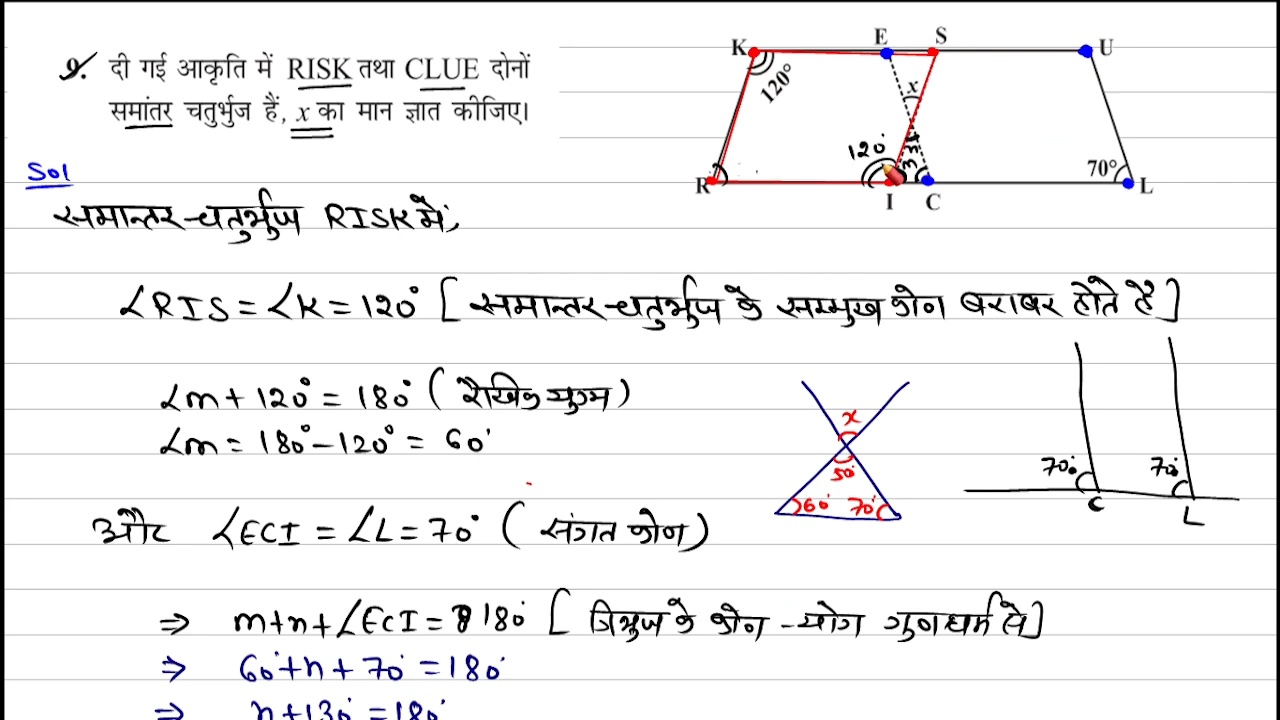 9. दी गई आकृति में RISK तथा CLUE दोनों
समांतर चतुर्भुज हैं, x का मान ज्ञात कीजिए।
K E S U
120°
x
120°
n
m
70°
R I C L
Sol
समान्तर-चतुर्भुज RISK में,
∠RIS = ∠K = 120° [समान्तर-चतुर्भुज के सम्मुख कोण बराबर होते है]
∠m + 120° = 180° (रैखिक युग्म)
∠m = 180° - 120° = 60°
x
50°
60° 70°
70° 70°
C L
और ∠ECI = ∠L = 70° (संगत कोण)
⇒ m+n+∠ECI = 180° [त्रिभुज के कोण-योग गुणधर्म से]
⇒ 60°+n+70° = 180°
⇒ n+130° = 180°